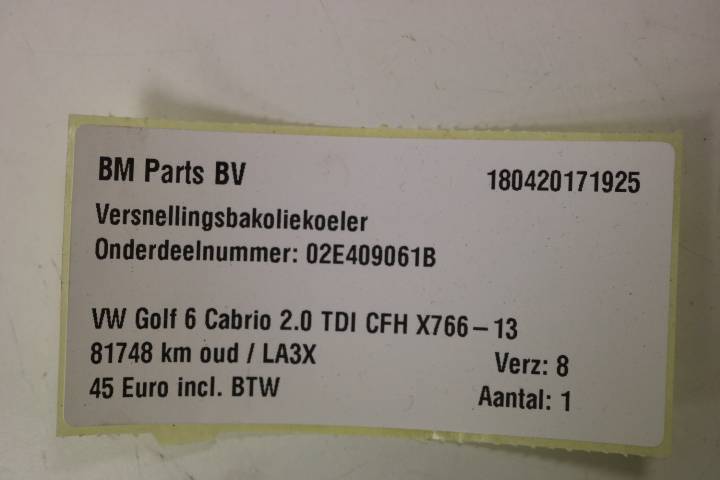 BM Parts BV 180420171925
Versnellingsbakoliekoeler
Onderdeelnummer: 02E409061B
VW Golf 6 Cabrio 2.0 TDI CFH X766-13
81748 km oud / LA3X Verz: 8
45 Euro incl. BTW Aantal: 1